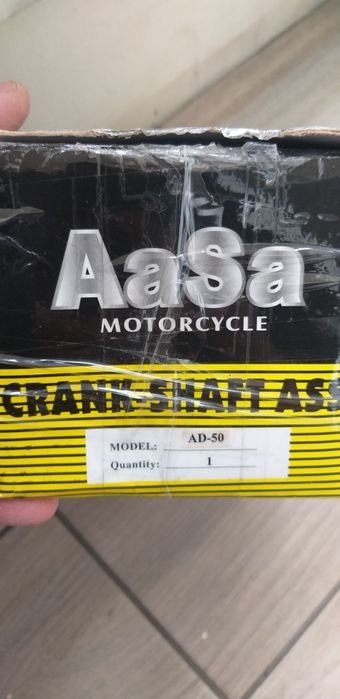 AaSa
MOTORCYCLE
CRANK-SHAFT ASS
MODEL: AD-50
Quantity: 1